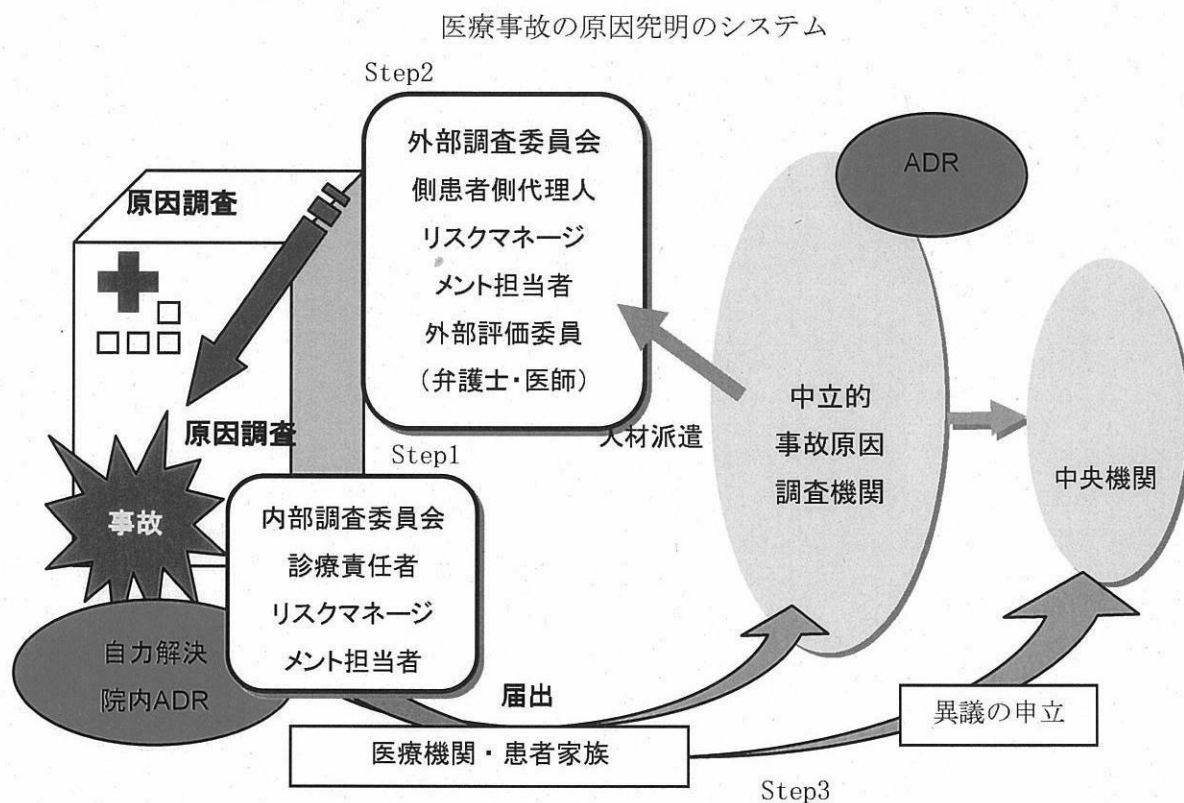 医療事故の原因究明のシステム
Step2
外部調査委員会
側患者側代理人
リスクマネージ
メント担当者
外部評価委員
（弁護士・医師）
ADR
原因調査
原因調査
人材派遣
中立的
事故原因
調査機関
中央機関
Step1
事故
内部調査委員会
診療責任者
リスクマネージ
メント担当者
自力解決
院内ADR
届出
医療機関・患者家族
異議の申立
Step3